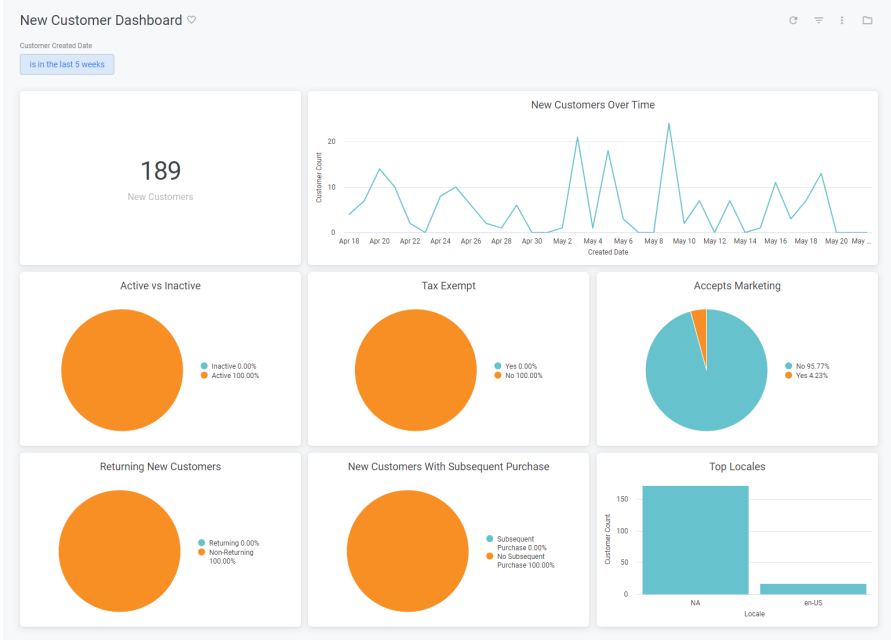 New Customer Dashboard
Customer Created Date
is in the last 5 weeks
189
New Customers
New Customers Over Time
Customer Count
20
10
0
Apr 18 Apr 20 Apr 22 Apr 24 Apr 26 Apr 28 Apr 30 May 2 May 4 May 6 May 8 May 10 May 12 May 14 May 16 May 18 May 20 May ...
Created Date
Active vs Inactive
Inactive 0.00%
Active 100.00%
Tax Exempt
Yes 0.00%
No 100.00%
Accepts Marketing
No 95.77%
Yes 4.23%
Returning New Customers
Returning 0.00%
Non-Returning
100.00%
New Customers With Subsequent Purchase
Subsequent
Purchase 0.00%
No Subsequent
Purchase 100.00%
Top Locales
Customer Count
150
100
50
0
NA en-US
Locale